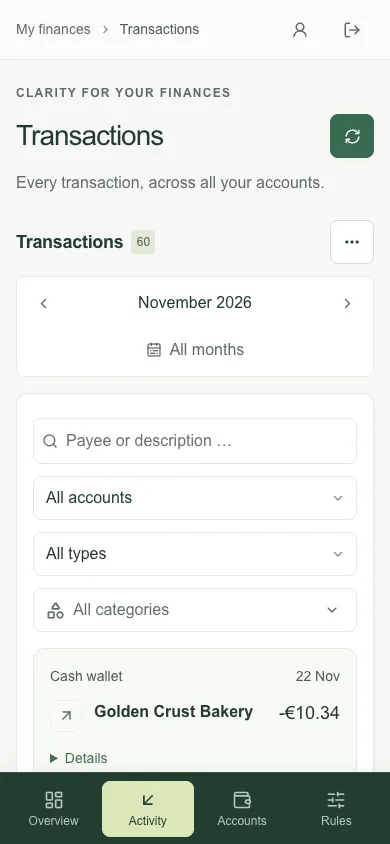 My finances > Transactions
CLARITY FOR YOUR FINANCES
Transactions
Every transaction, across all your accounts.
Transactions 60
November 2026
All months
Payee or description …
All accounts
All types
All categories
Cash wallet 22 Nov
Golden Crust Bakery -€10.34
Details
Overview Activity Accounts Rules